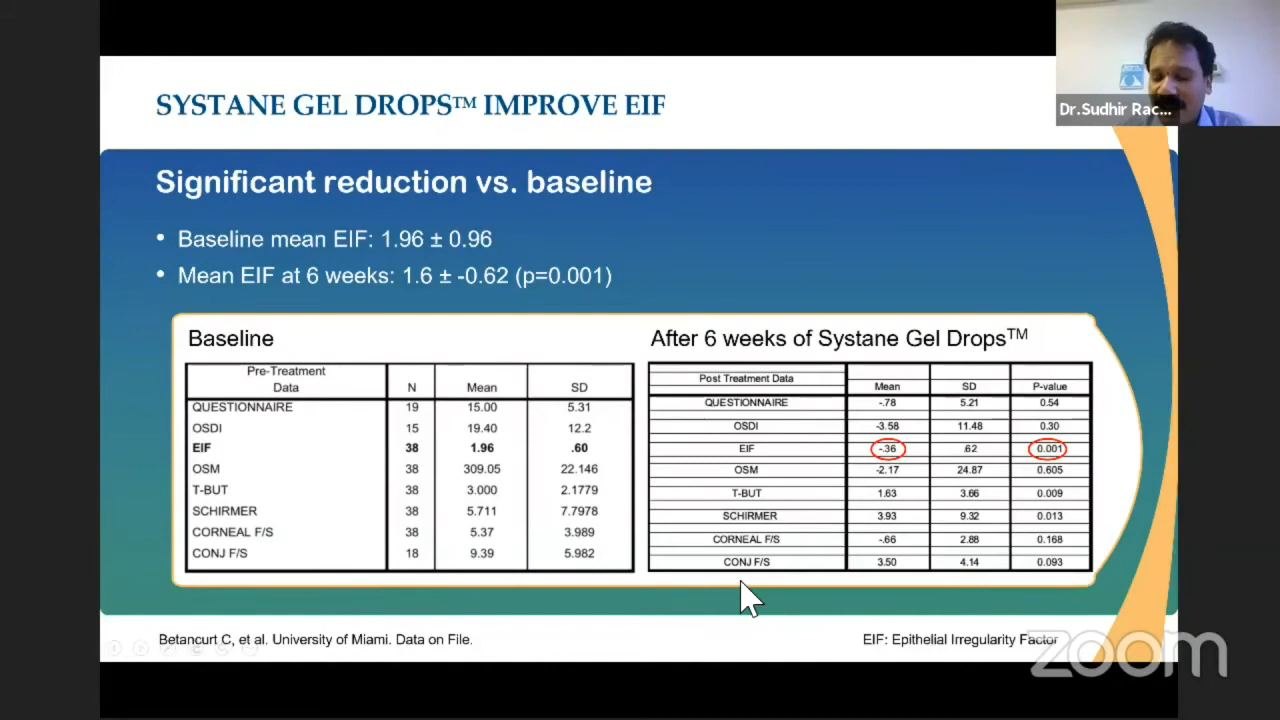 Dr.Sudhir Rac...
SYSTANE GEL DROPS™ IMPROVE EIF
Significant reduction vs. baseline
• Baseline mean EIF: 1.96 ± 0.96
• Mean EIF at 6 weeks: 1.6 ± -0.62 (p=0.001)
Baseline
Pre-Treatment
Data N Mean SD
QUESTIONNAIRE 19 15.00 5.31
OSDI 15 19.40 12.2
EIF 38 1.96 .60
OSM 38 309.05 22.146
T-BUT 38 3.000 2.1779
SCHIRMER 38 5.711 7.7978
CORNEAL F/S 38 5.37 3.989
CONJ F/S 18 9.39 5.982
After 6 weeks of Systane Gel Drops™
Post Treatment Data Mean SD P-value
QUESTIONNAIRE -.78 5.21 0.54
OSDI -3.58 11.48 0.30
EIF -.36 .62 0.001
OSM -2.17 24.87 0.605
T-BUT 1.63 3.66 0.009
SCHIRMER 3.93 9.32 0.013
CORNEAL F/S -.66 2.88 0.168
CONJ F/S 3.50 4.14 0.093
Betancurt C, et al. University of Miami. Data on File.
EIF: Epithelial Irregularity Factor
zoom